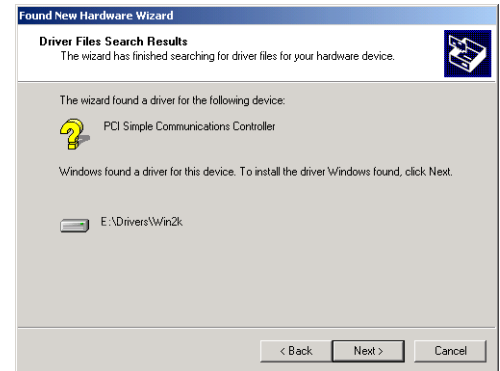 Found New Hardware Wizard
Driver Files Search Results
The wizard has finished searching for driver files for your hardware device.
The wizard found a driver for the following device:
PCI Simple Communications Controller
Windows found a driver for this device. To install the driver Windows found, click Next.
E:\Drivers\Win2k
< Back Next > Cancel